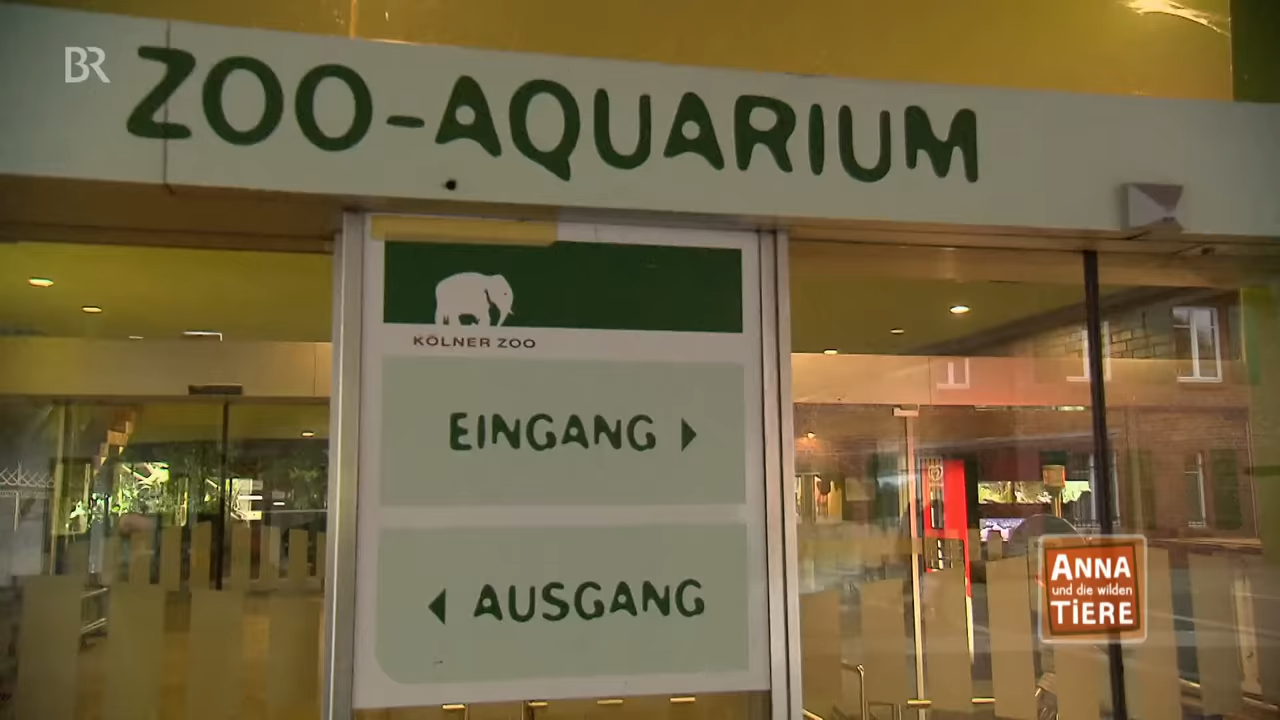 BR
ZOO-AQUARIUM
KÖLNER ZOO
EINGANG
AUSGANG
ANNA
und die wilden
TiERE